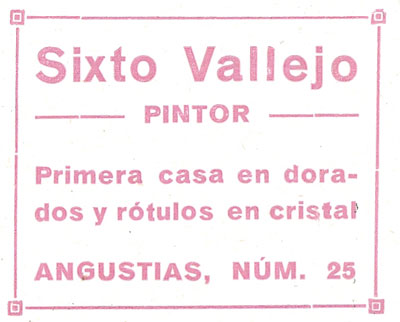 Sixto Vallejo
PINTOR
Primera casa en dora-
dos y rótulos en cristal
ANGUSTIAS, NÚM. 25